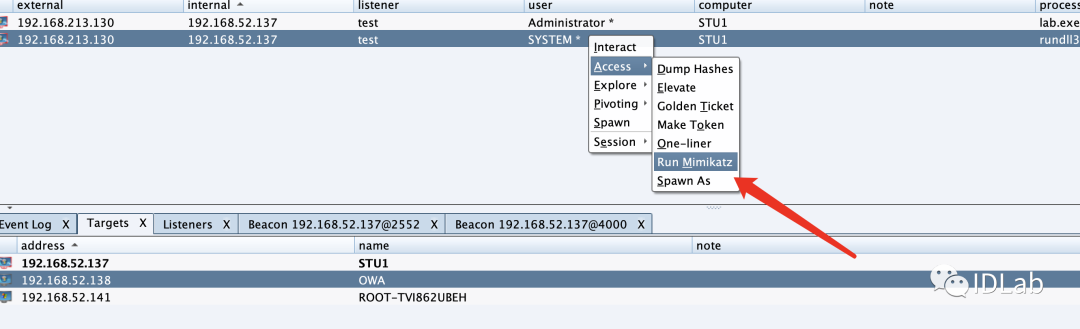 external internal listener user computer note process
192.168.213.130 192.168.52.137 test Administrator * STU1 lab.exe
192.168.213.130 192.168.52.137 test SYSTEM * STU1 rundll3
Interact
Access
Explore
Pivoting
Spawn
Session
Dump Hashes
Elevate
Golden Ticket
Make Token
One-liner
Run Mimikatz
Spawn As
Event Log X Targets X Listeners X Beacon 192.168.52.137@2552 X Beacon 192.168.52.137@4000 X
address name note
192.168.52.137 STU1
192.168.52.138 OWA
192.168.52.141 ROOT-TVI862UBEH
IDLab